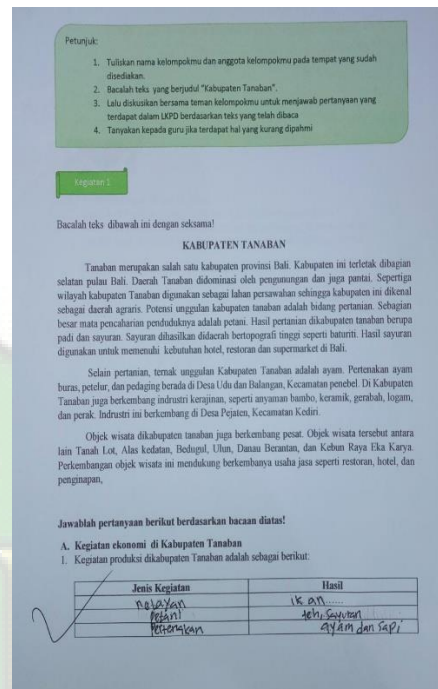 Petunjuk:
1. Tuliskan nama kelompokmu dan anggota kelompokmu pada tempat yang sudah
disediakan.
2. Bacalah teks yang berjudul "Kabupaten Tanaban".
3. Lalu diskusikan bersama teman kelompokmu untuk menjawab pertanyaan yang
terdapat dalam LKPD berdasarkan teks yang telah dibaca
4. Tanyakan kepada guru jika terdapat hal yang kurang dipahmi
Kegiatan 1
Bacalah teks dibawah ini dengan seksama!
KABUPATEN TANABAN
Tanaban merupakan salah satu kabupaten provinsi Bali. Kabupaten ini terletak dibagian
selatan pulau Bali. Daerah Tanaban didominasi oleh pengunungan dan juga pantai. Sepertiga
wilayah kabupaten Tanaban digunakan sebagai lahan persawahan sehingga kabupaten ini dikenal
sebagai daerah agraris. Potensi unggulan kabupaten tanaban adalah bidang pertanian. Sebagian
besar mata pencaharian penduduknya adalah petani. Hasil pertanian dikabupaten tanaban berupa
padi dan sayuran. Sayuran dihasilkan didaerah bertopografi tinggi seperti baturiti. Hasil sayuran
digunakan untuk memenuhi kebutuhan hotel, restoran dan supermarket di Bali.
Selain pertanian, ternak unggulan Kabupaten Tanaban adalah ayam. Pertenakan ayam
buras, petelur, dan pedaging berada di Desa Udu dan Balangan, Kecamatan penebel. Di Kabupaten
Tanaban juga berkembang indrustri kerajinan, seperti anyaman bambo, keramik, gerabah, logam,
dan perak. Indrustri ini berkembang di Desa Pejaten, Kecamatan Kediri.
Objek wisata dikabupaten tanaban juga berkembang pesat. Objek wisata tersebut antara
lain Tanah Lot, Alas kedatan, Bedugul, Ulun, Danau Berantan, dan Kebun Raya Eka Karya.
Perkembangan objek wisata ini mendukung berkembanya usaha jasa seperti restoran, hotel, dan
penginapan,
Jawablah pertanyaan berikut berdasarkan bacaan diatas!
A. Kegiatan ekonomi di Kabupaten Tanaban
1. Kegiatan produksi dikabupaten Tanaban adalah sebagai berikut:
Jenis Kegiatan Hasil
nelayan ikan......
Petani teh, Sayuran
Pertenakan ayam dan Sapi